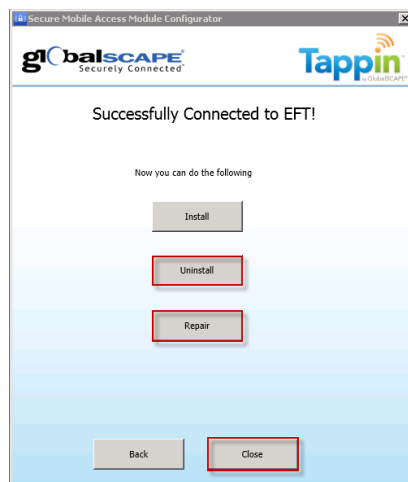 Secure Mobile Access Module Configurator
globalSCAPE
Securely Connected
Tappin
by GlobalSCAPE
Successfully Connected to EFT!
Now you can do the following
Install
Uninstall
Repair
Back
Close